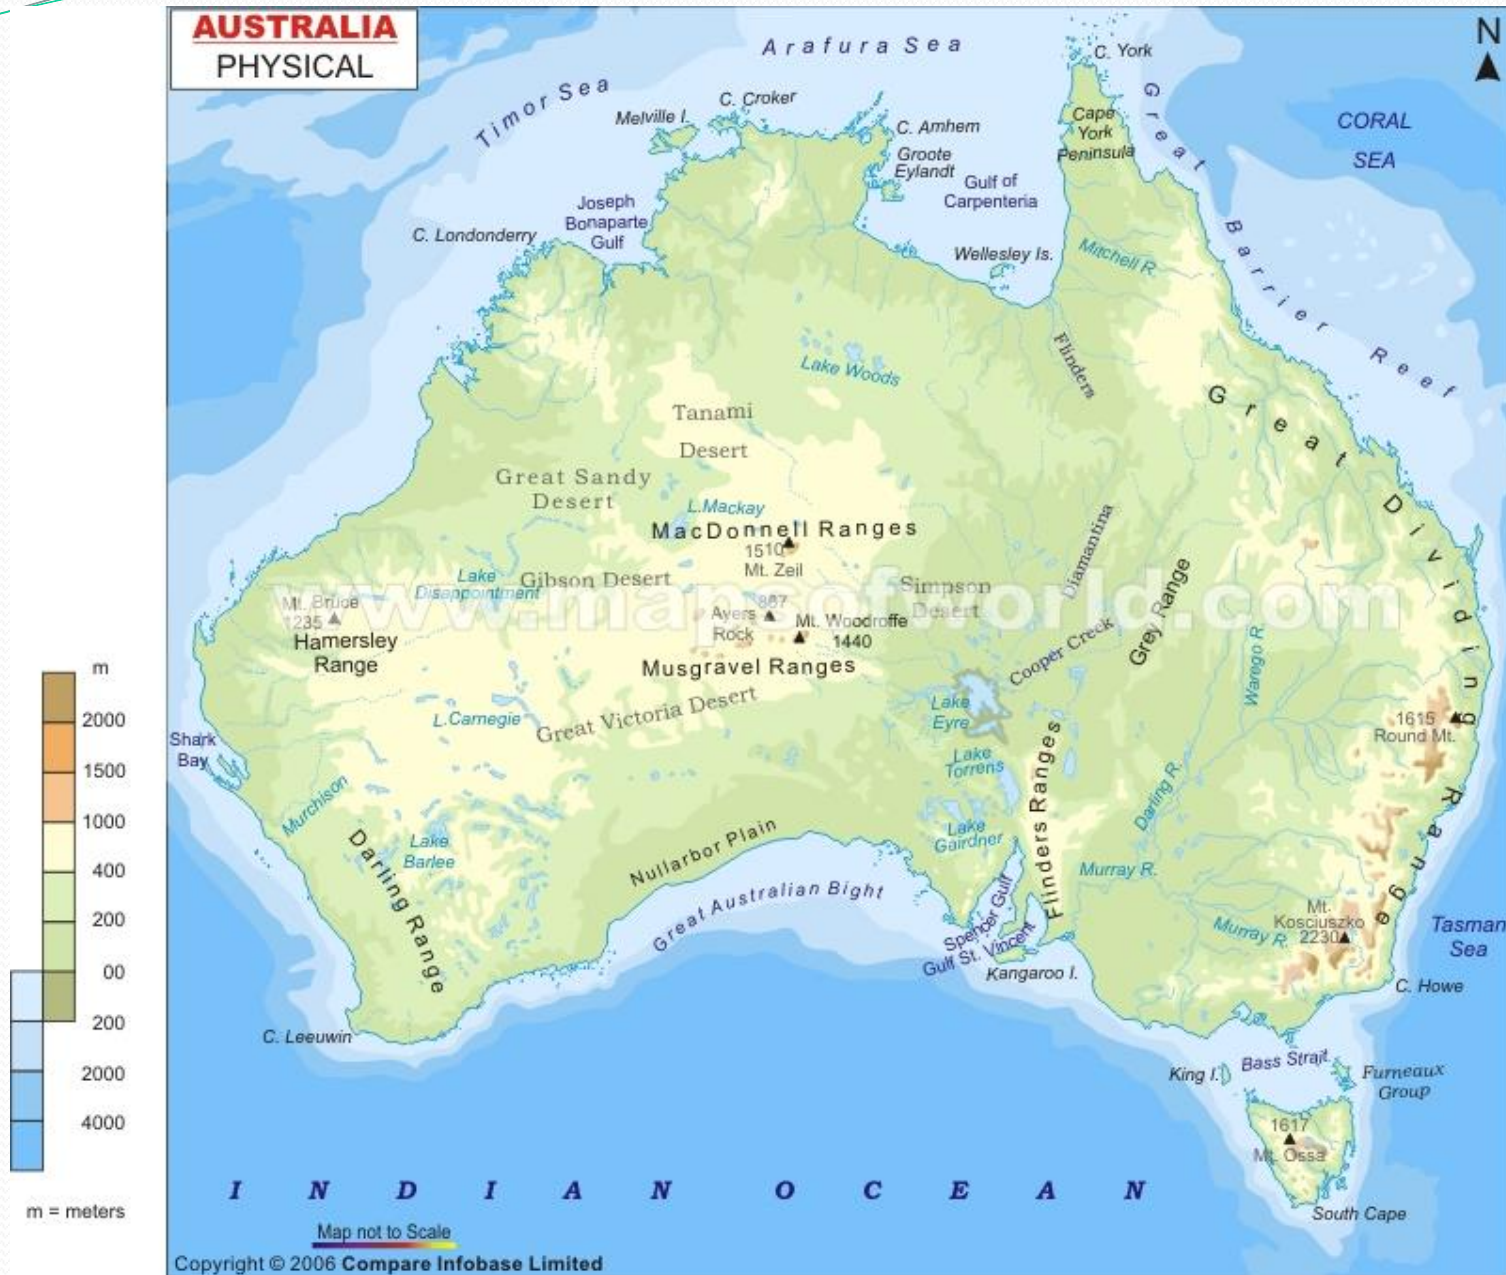 AUSTRALIA
PHYSICAL
N
Arafura Sea
Timor Sea
C. York
C. Croker
Melville I.
C. Arnhem
Groote
Eylandt
Cape
York
Peninsula
Great Barrier Reef
CORAL
SEA
Gulf of
Carpenteria
Joseph
Bonaparte
Gulf
C. Londonderry
Wellesley Is.
Mitchell R.
Flinders
Lake Woods
Tanami
Desert
Great Sandy
Desert
L.Mackay
MacDonnell Ranges
1510
Mt. Zeil
Great Dividing Range
Lake
Disappointment
Gibson Desert
Simpson
Desert
Diamantina
www.mapsofworld.com
Mt. Bruce
1235
Hamersley
Range
867
Ayers
Rock
Mt. Woodroffe
1440
Musgravel Ranges
Cooper Creek
Grey Range
Warego R
Great Victoria Desert
L.Carnegie
Lake
Eyre
Lake
Torrens
Flinders Ranges
1615
Round Mt.
Shark
Bay
Murchison
Darling Range
Lake
Barlee
Nullarbor Plain
Great Australian Bight
Lake
Gairdner
Darling R.
Murray R.
Spencer Gulf
Gulf St. Vincent
Kangaroo I.
Murray R.
Mt.
Kosciuszko
2230
Tasman
Sea
C. Howe
C. Leeuwin
King I.
Bass Strait
Furneaux
Group
1617
Mt. Ossa
South Cape
INDIAN OCEAN
m
2000
1500
1000
400
200
00
200
2000
4000
m = meters
Map not to Scale
Copyright © 2006 Compare Infobase Limited